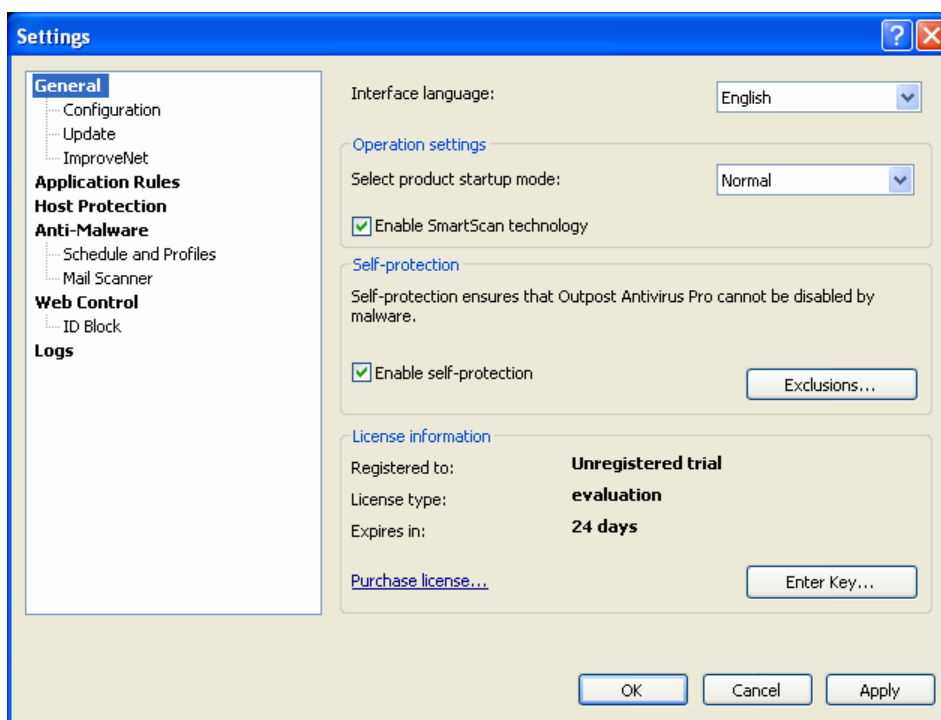 Settings
General
Configuration
Update
ImproveNet
Application Rules
Host Protection
Anti-Malware
Schedule and Profiles
Mail Scanner
Web Control
ID Block
Logs
Interface language: English
Operation settings
Select product startup mode: Normal
Enable SmartScan technology
Self-protection
Self-protection ensures that Outpost Antivirus Pro cannot be disabled by
malware.
Enable self-protection
Exclusions...
License information
Registered to: Unregistered trial
License type: evaluation
Expires in: 24 days
Purchase license... Enter Key...
OK Cancel Apply